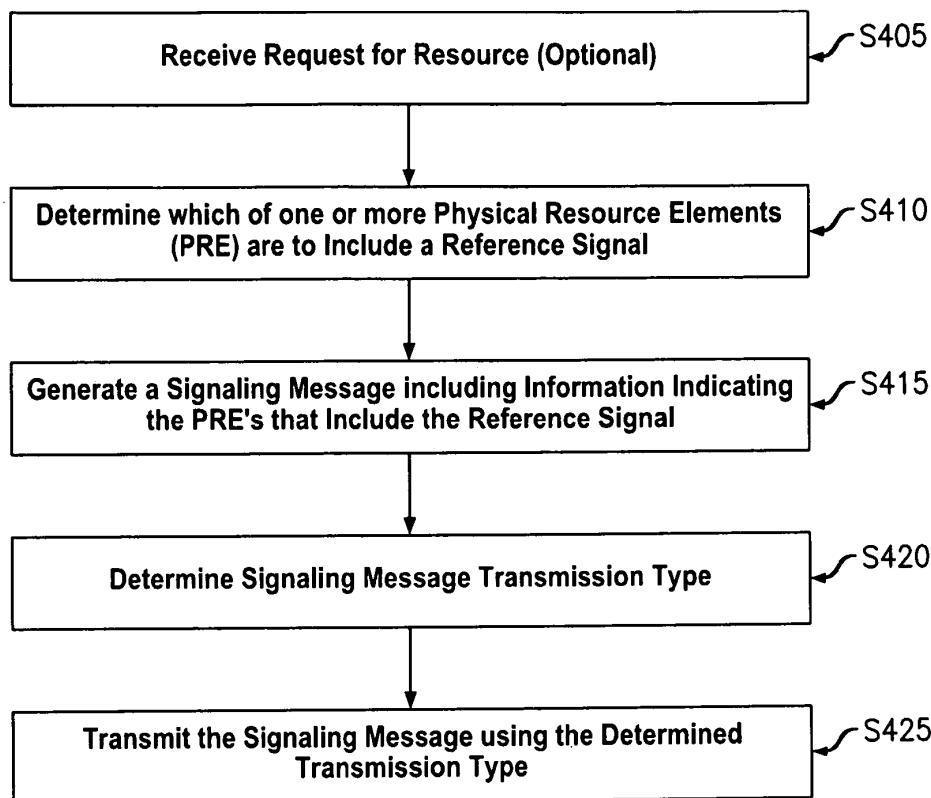 Receive Request for Resource (Optional)
S405
Determine which of one or more Physical Resource Elements
(PRE) are to Include a Reference Signal
S410
Generate a Signaling Message including Information Indicating
the PRE's that Include the Reference Signal
S415
Determine Signaling Message Transmission Type
S420
Transmit the Signaling Message using the Determined
Transmission Type
S425